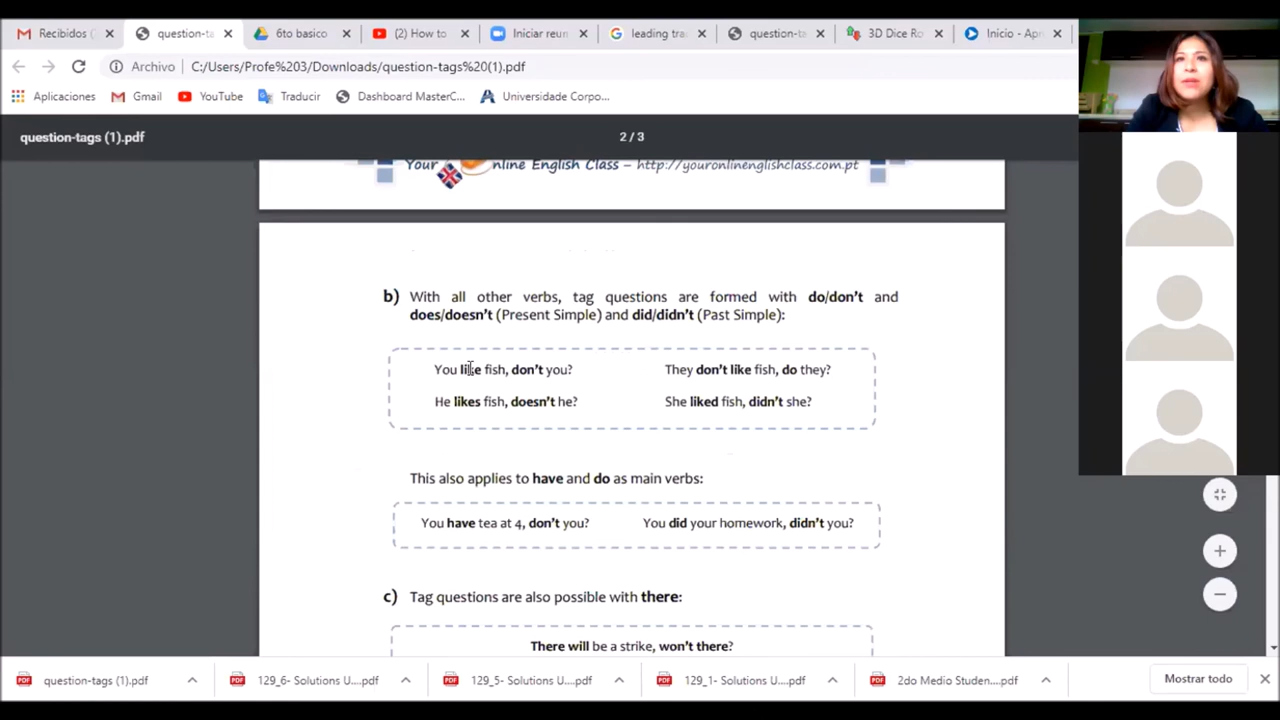 Recibidos (
question-ta
6to basico
(2) How to
Iniciar reun
leading tra
question-te
3D Dice Ro
Inicio - Apr
Archivo C:/Users/Profe%203/Downloads/question-tags%20(1).pdf
Aplicaciones Gmail YouTube Traducir Dashboard MasterC... Universidade Corpo...
question-tags (1).pdf 2 / 3
Your nline English Class – http://youronlinenglishclass.com.pt
b) With all other verbs, tag questions are formed with do/don't and
does/doesn't (Present Simple) and did/didn't (Past Simple):
You like fish, don't you? They don't like fish, do they?
He likes fish, doesn't he? She liked fish, didn't she?
This also applies to have and do as main verbs:
You have tea at 4, don't you? You did your homework, didn't you?
c) Tag questions are also possible with there:
There will be a strike, won't there?
question-tags (1).pdf 129_6- Solutions U....pdf 129_5- Solutions U....pdf 129_1- Solutions U....pdf 2do Medio Studen....pdf Mostrar todo